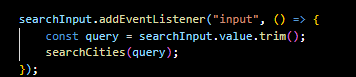 searchInput.addEventListener("input", () => {
    const query = searchInput.value.trim();
    searchCities(query);
});